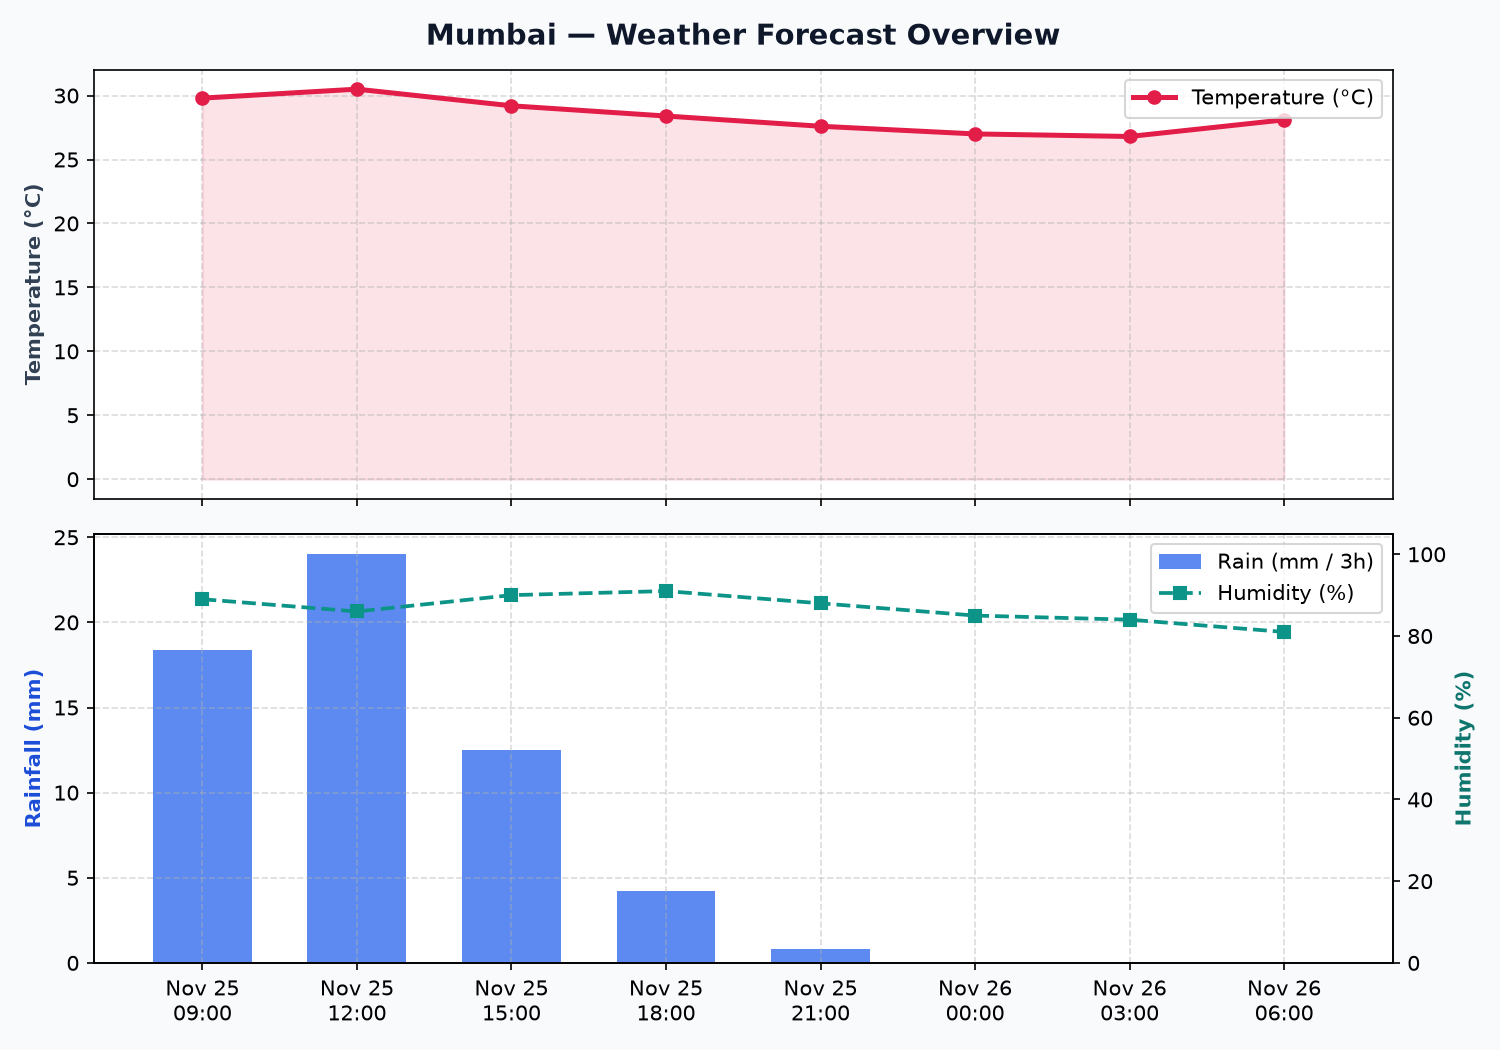 Mumbai — Weather Forecast Overview
Temperature (°C)
30
25
20
15
10
5
0
Temperature (°C)
Rainfall (mm)
25
20
15
10
5
0
Rain (mm / 3h)
Humidity (%)
100
80
60
40
20
0
Humidity (%)
Nov 25
09:00
Nov 25
12:00
Nov 25
15:00
Nov 25
18:00
Nov 25
21:00
Nov 26
00:00
Nov 26
03:00
Nov 26
06:00